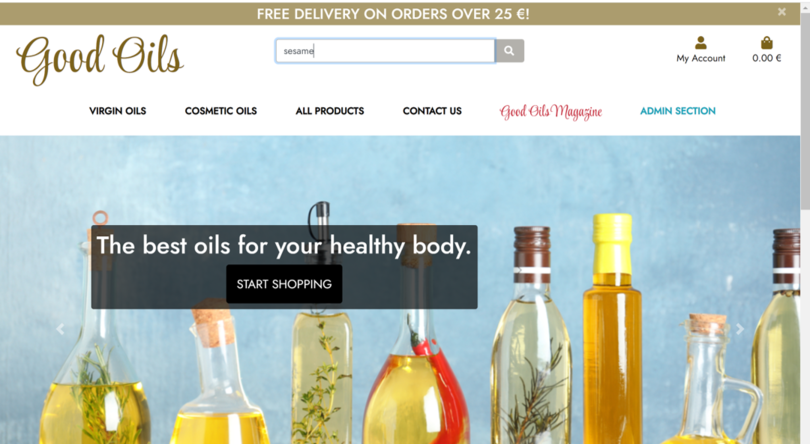 FREE DELIVERY ON ORDERS OVER 25 €!
×
Good Oils
sesame
My Account
0.00 €
VIRGIN OILS
COSMETIC OILS
ALL PRODUCTS
CONTACT US
Good Oils Magazine
ADMIN SECTION
The best oils for your healthy body.
START SHOPPING